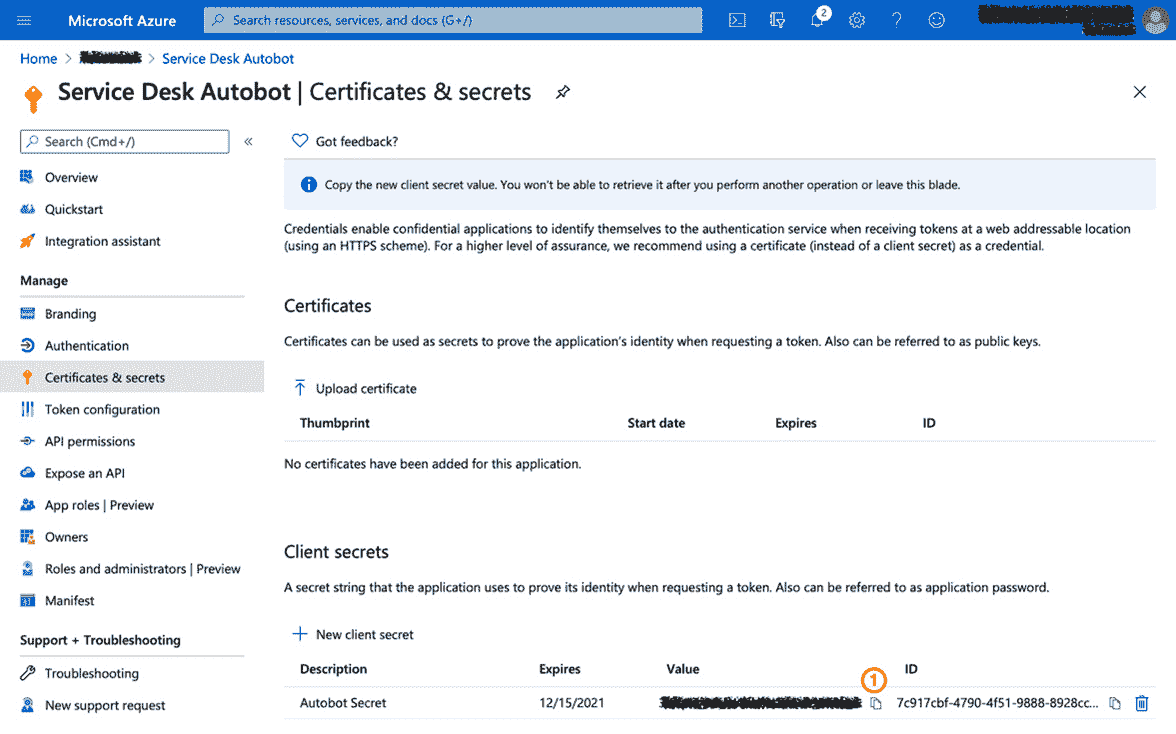 Microsoft Azure
Search resources, services, and docs (G+/)
2
Home > > Service Desk Autobot
Service Desk Autobot | Certificates & secrets
Search (Cmd+/)
«
Got feedback?
Overview
Quickstart
Integration assistant
Manage
Branding
Authentication
Certificates & secrets
Token configuration
API permissions
Expose an API
App roles | Preview
Owners
Roles and administrators | Preview
Manifest
Support + Troubleshooting
Troubleshooting
New support request
Copy the new client secret value. You won't be able to retrieve it after you perform another operation or leave this blade.
Credentials enable confidential applications to identify themselves to the authentication service when receiving tokens at a web addressable location
(using an HTTPS scheme). For a higher level of assurance, we recommend using a certificate (instead of a client secret) as a credential.
Certificates
Certificates can be used as secrets to prove the application's identity when requesting a token. Also can be referred to as public keys.
Upload certificate
Thumbprint Start date Expires ID
No certificates have been added for this application.
Client secrets
A secret string that the application uses to prove its identity when requesting a token. Also can be referred to as application password.
New client secret
Description Expires Value ID
1
Autobot Secret 12/15/2021 7c917cbf-4790-4f51-9888-8928cc...